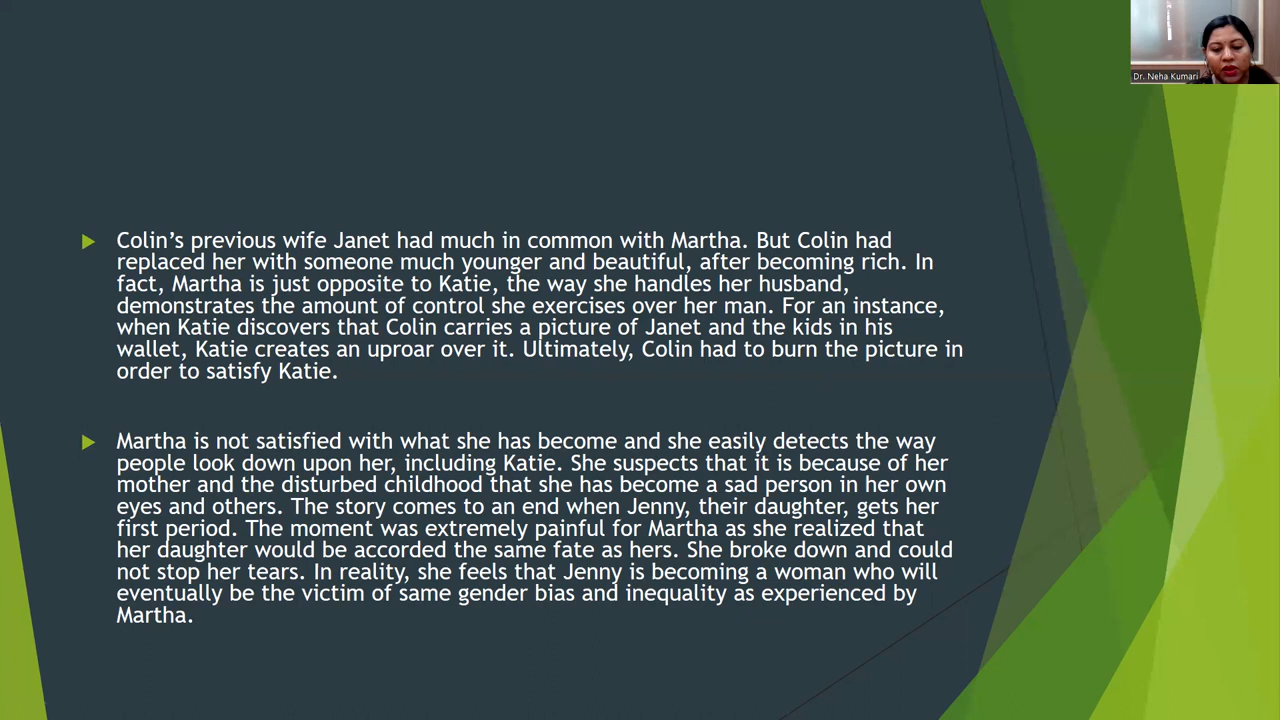 Dr. Neha Kumari
Colin’s previous wife Janet had much in common with Martha. But Colin had
replaced her with someone much younger and beautiful, after becoming rich. In
fact, Martha is just opposite to Katie, the way she handles her husband,
demonstrates the amount of control she exercises over her man. For an instance,
when Katie discovers that Colin carries a picture of Janet and the kids in his
wallet, Katie creates an uproar over it. Ultimately, Colin had to burn the picture in
order to satisfy Katie.
Martha is not satisfied with what she has become and she easily detects the way
people look down upon her, including Katie. She suspects that it is because of her
mother and the disturbed childhood that she has become a sad person in her own
eyes and others. The story comes to an end when Jenny, their daughter, gets her
first period. The moment was extremely painful for Martha as she realized that
her daughter would be accorded the same fate as hers. She broke down and could
not stop her tears. In reality, she feels that Jenny is becoming a woman who will
eventually be the victim of same gender bias and inequality as experienced by
Martha.